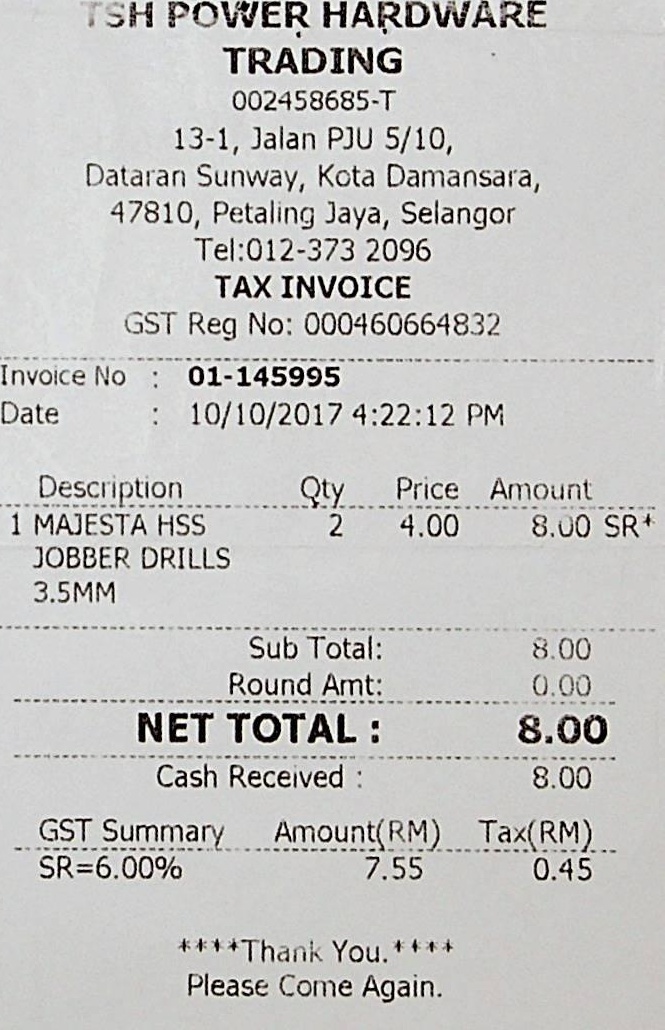 TSH POWER HARDWARE
TRADING
002458685-T
13-1, Jalan PJU 5/10,
Dataran Sunway, Kota Damansara,
47810, Petaling Jaya, Selangor
Tel:012-373 2096
TAX INVOICE
GST Reg No: 000460664832
Invoice No : 01-145995
Date : 10/10/2017 4:22:12 PM
Description Qty Price Amount
1 MAJESTA HSS 2 4.00 8.00 SR*
JOBBER DRILLS
3.5MM
Sub Total: 8.00
Round Amt: 0.00
NET TOTAL : 8.00
Cash Received : 8.00
GST Summary Amount(RM) Tax(RM)
SR=6.00% 7.55 0.45
****Thank You.****
Please Come Again.